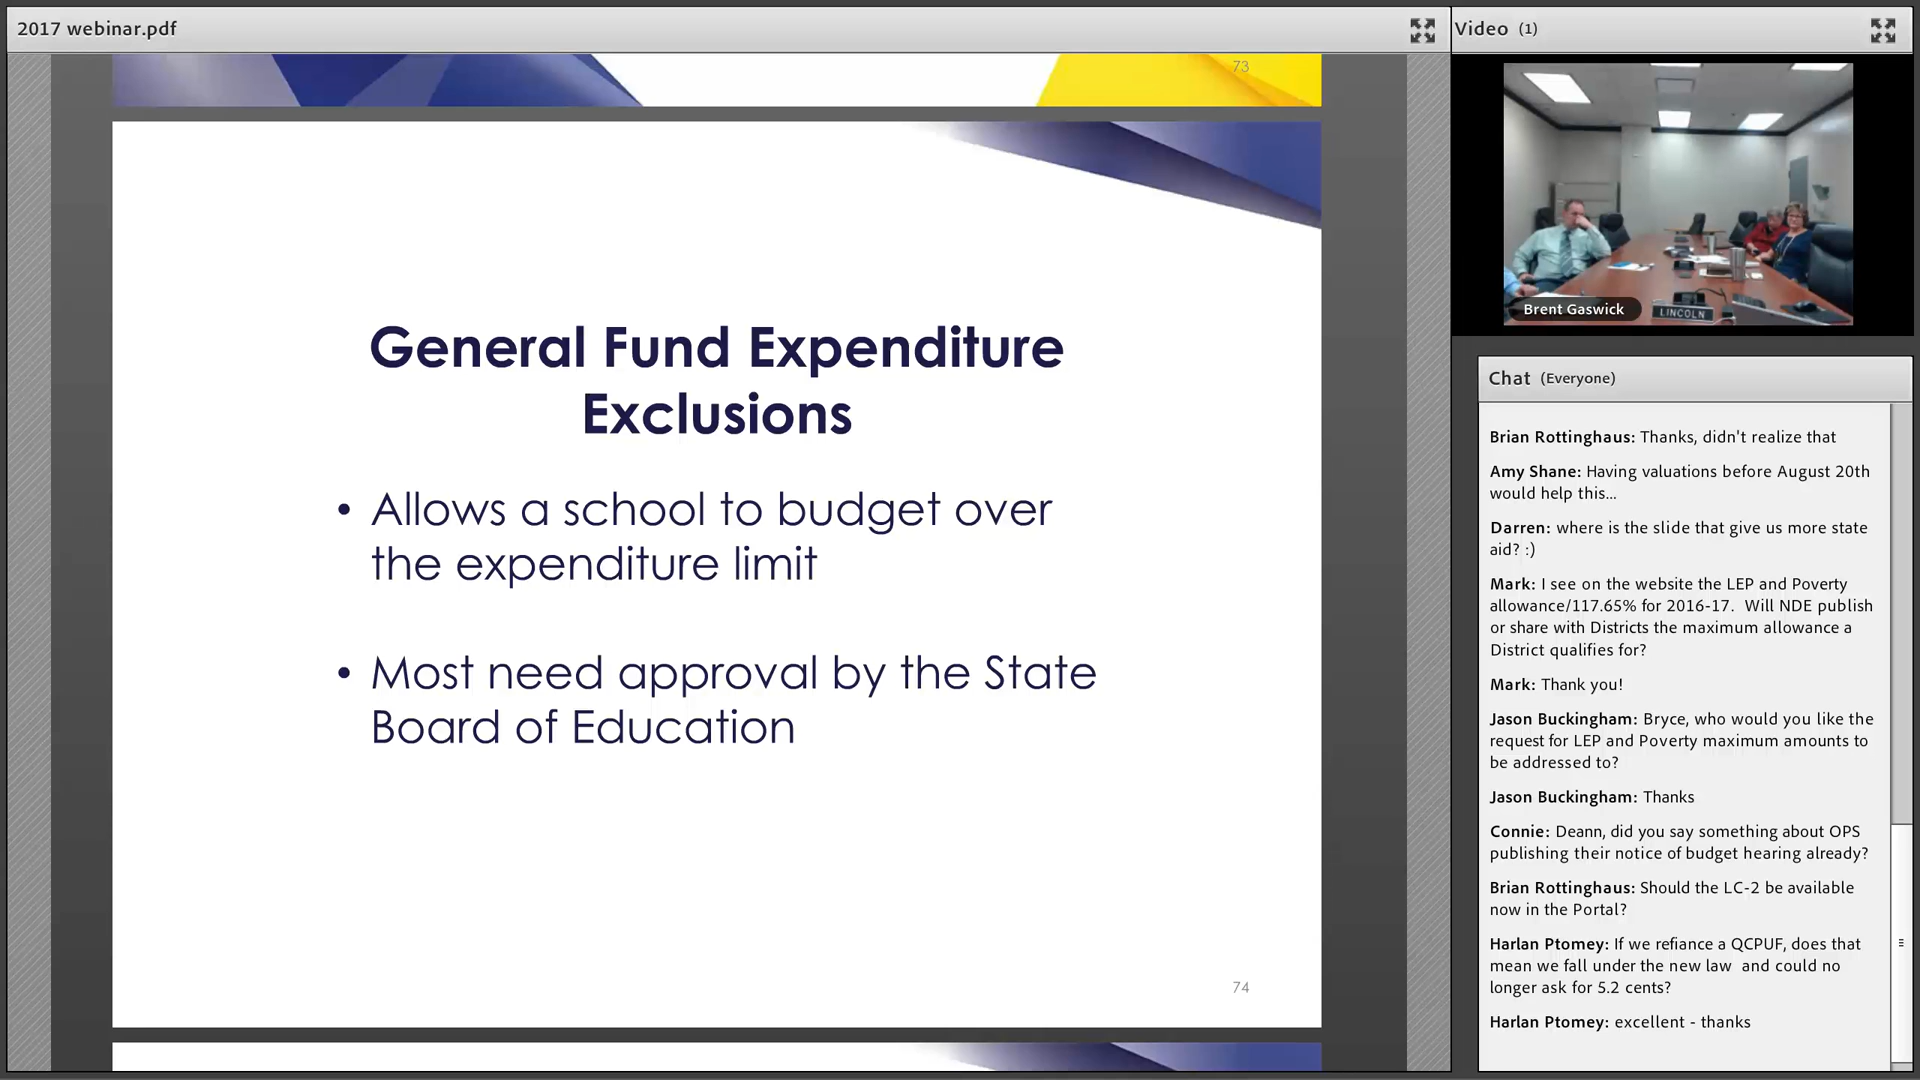 2017 webinar.pdf
73
General Fund Expenditure
Exclusions
• Allows a school to budget over
the expenditure limit
• Most need approval by the State
Board of Education
74
Video (1)
Brent Gaswick
LINCOLN
Chat (Everyone)
Brian Rottinghaus: Thanks, didn't realize that
Amy Shane: Having valuations before August 20th
would help this...
Darren: where is the slide that give us more state
aid? :)
Mark: I see on the website the LEP and Poverty
allowance/117.65% for 2016-17.  Will NDE publish
or share with Districts the maximum allowance a
District qualifies for?
Mark: Thank you!
Jason Buckingham: Bryce, who would you like the
request for LEP and Poverty maximum amounts to
be addressed to?
Jason Buckingham: Thanks
Connie: Deann, did you say something about OPS
publishing their notice of budget hearing already?
Brian Rottinghaus: Should the LC-2 be available
now in the Portal?
Harlan Ptomey: If we refiance a QCPUF, does that
mean we fall under the new law  and could no
longer ask for 5.2 cents?
Harlan Ptomey: excellent - thanks